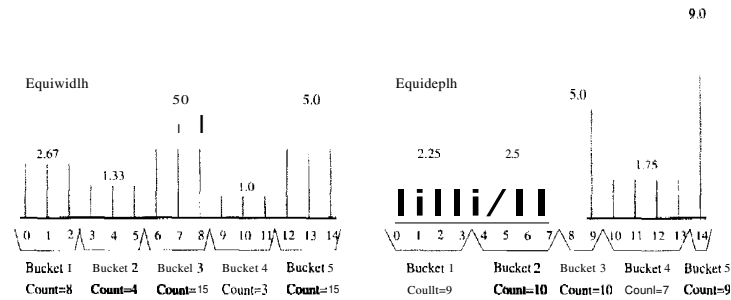 9.0
Equiwidlh
Equideplh
50
5.0
5.0
2.67
1.33
1.0
2.25
2.5
1.75
0 1 2 3 4 5 6 7 8 9 10 11 12 13 14
0 1 2 3 4 5 6 7 8 9 10 11 12 13 14
Bucket 1 Bucket 2 Buckel 3 Bucket 4 Bucket 5
Count=8 Count=4 Count=15 Count=3 Count=15
Bucket 1 Bucket 2 Bucket 3 Bucket 4 Bucket 5
Coullt=9 Count=10 Count=10 Count=7 Count=9